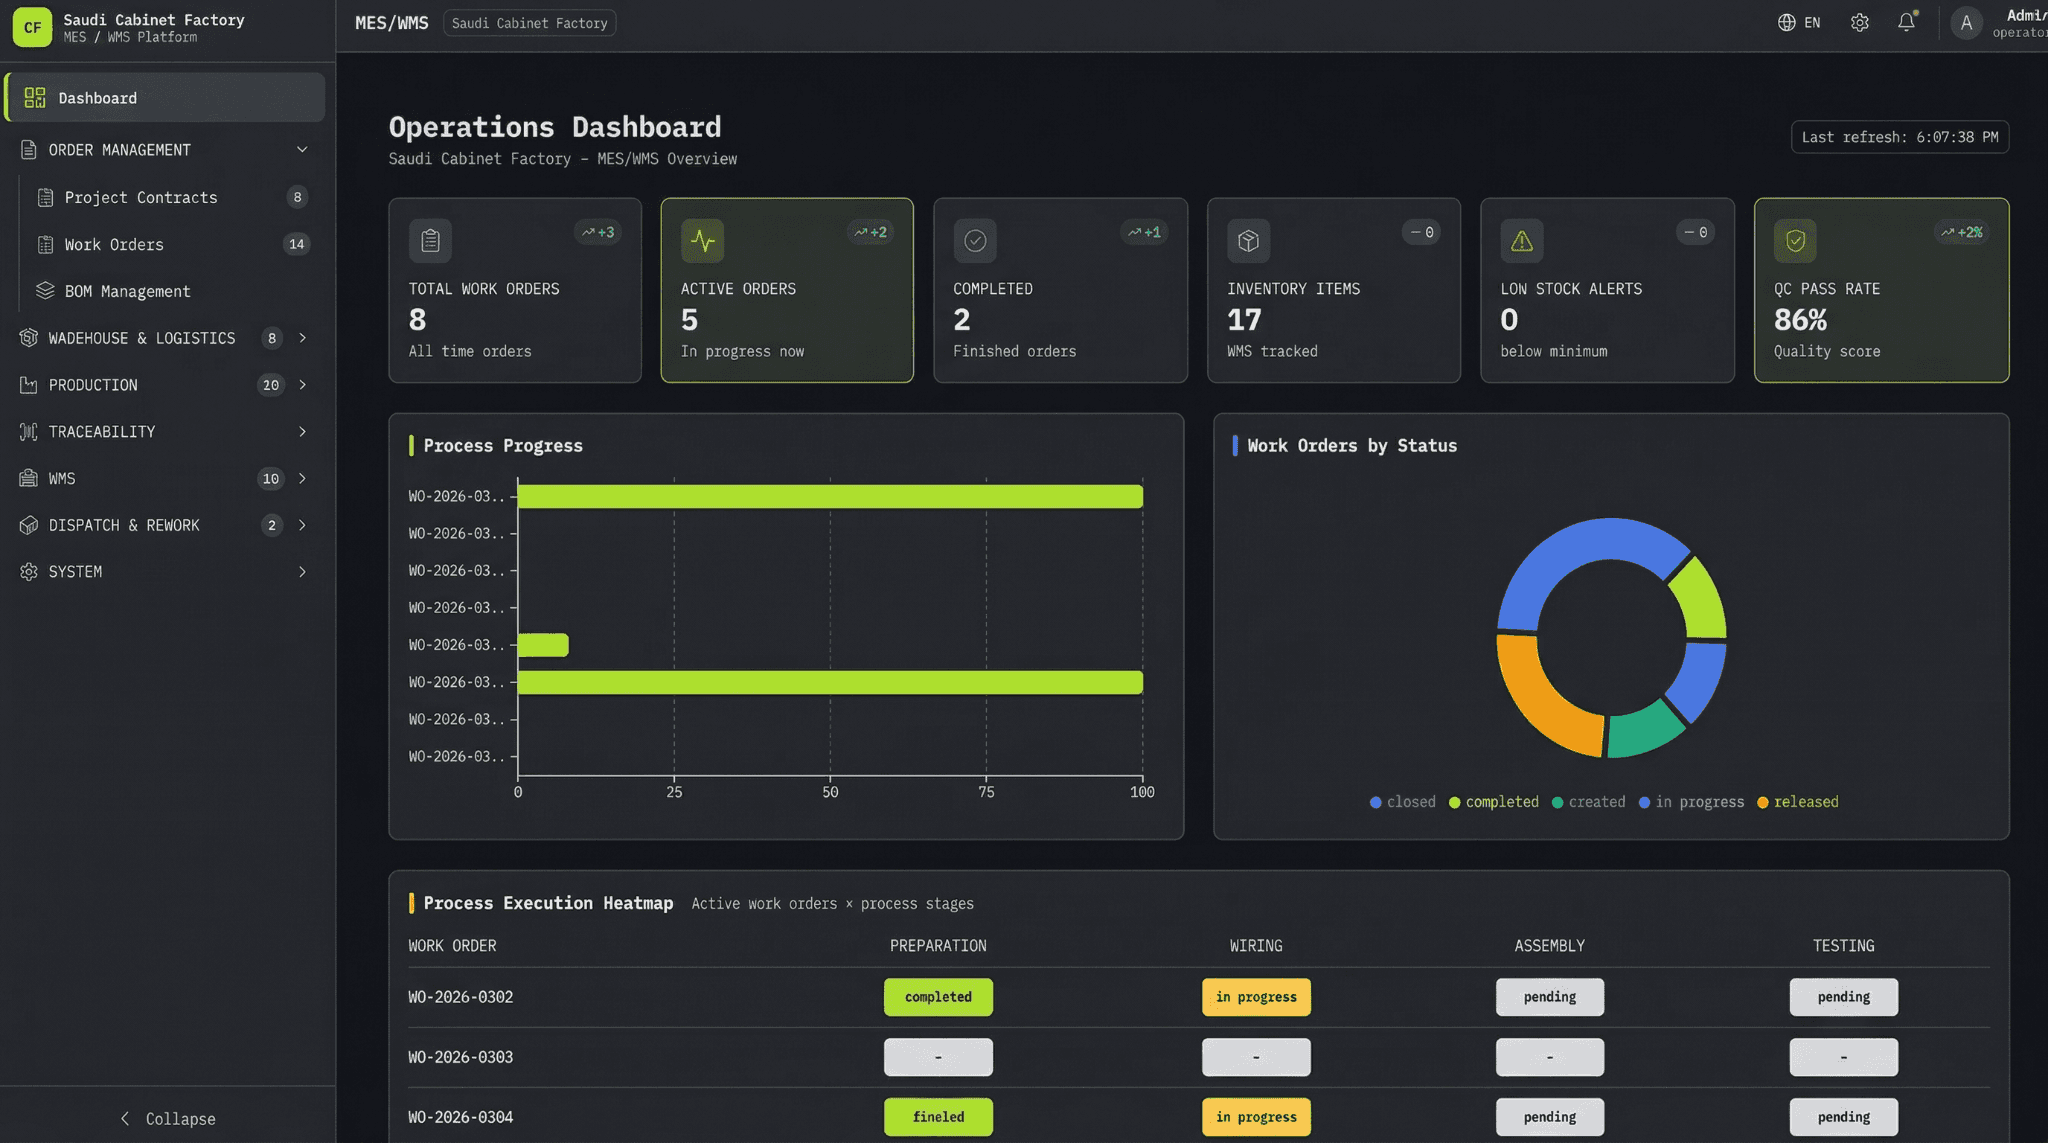 CF
Saudi Cabinet Factory
MES / WMS Platform
MES/WMS
Saudi Cabinet Factory
EN
A
Admin
operator
Dashboard
ORDER MANAGEMENT
Project Contracts 8
Work Orders 14
BOM Management
WADEHOUSE & LOGISTICS 8
PRODUCTION 20
TRACEABILITY
WMS 10
DISPATCH & REWORK 2
SYSTEM
Collapse
Operations Dashboard
Saudi Cabinet Factory – MES/WMS Overview
Last refresh: 6:07:38 PM
+3
TOTAL WORK ORDERS
8
All time orders
+2
ACTIVE ORDERS
5
In progress now
+1
COMPLETED
2
Finished orders
— 0
INVENTORY ITEMS
17
WMS tracked
— 0
LON STOCK ALERTS
0
below minimum
+2%
QC PASS RATE
86%
Quality score
Process Progress
WO-2026-03..
WO-2026-03..
WO-2026-03..
WO-2026-03..
WO-2026-03..
WO-2026-03..
WO-2026-03..
WO-2026-03..
0 25 50 75 100
Work Orders by Status
closed completed created in progress released
Process Execution Heatmap Active work orders × process stages
WORK ORDER PREPARATION WIRING ASSEMBLY TESTING
WO-2026-0302 completed in progress pending pending
WO-2026-0303 - - - -
WO-2026-0304 fineled in progress pending pending